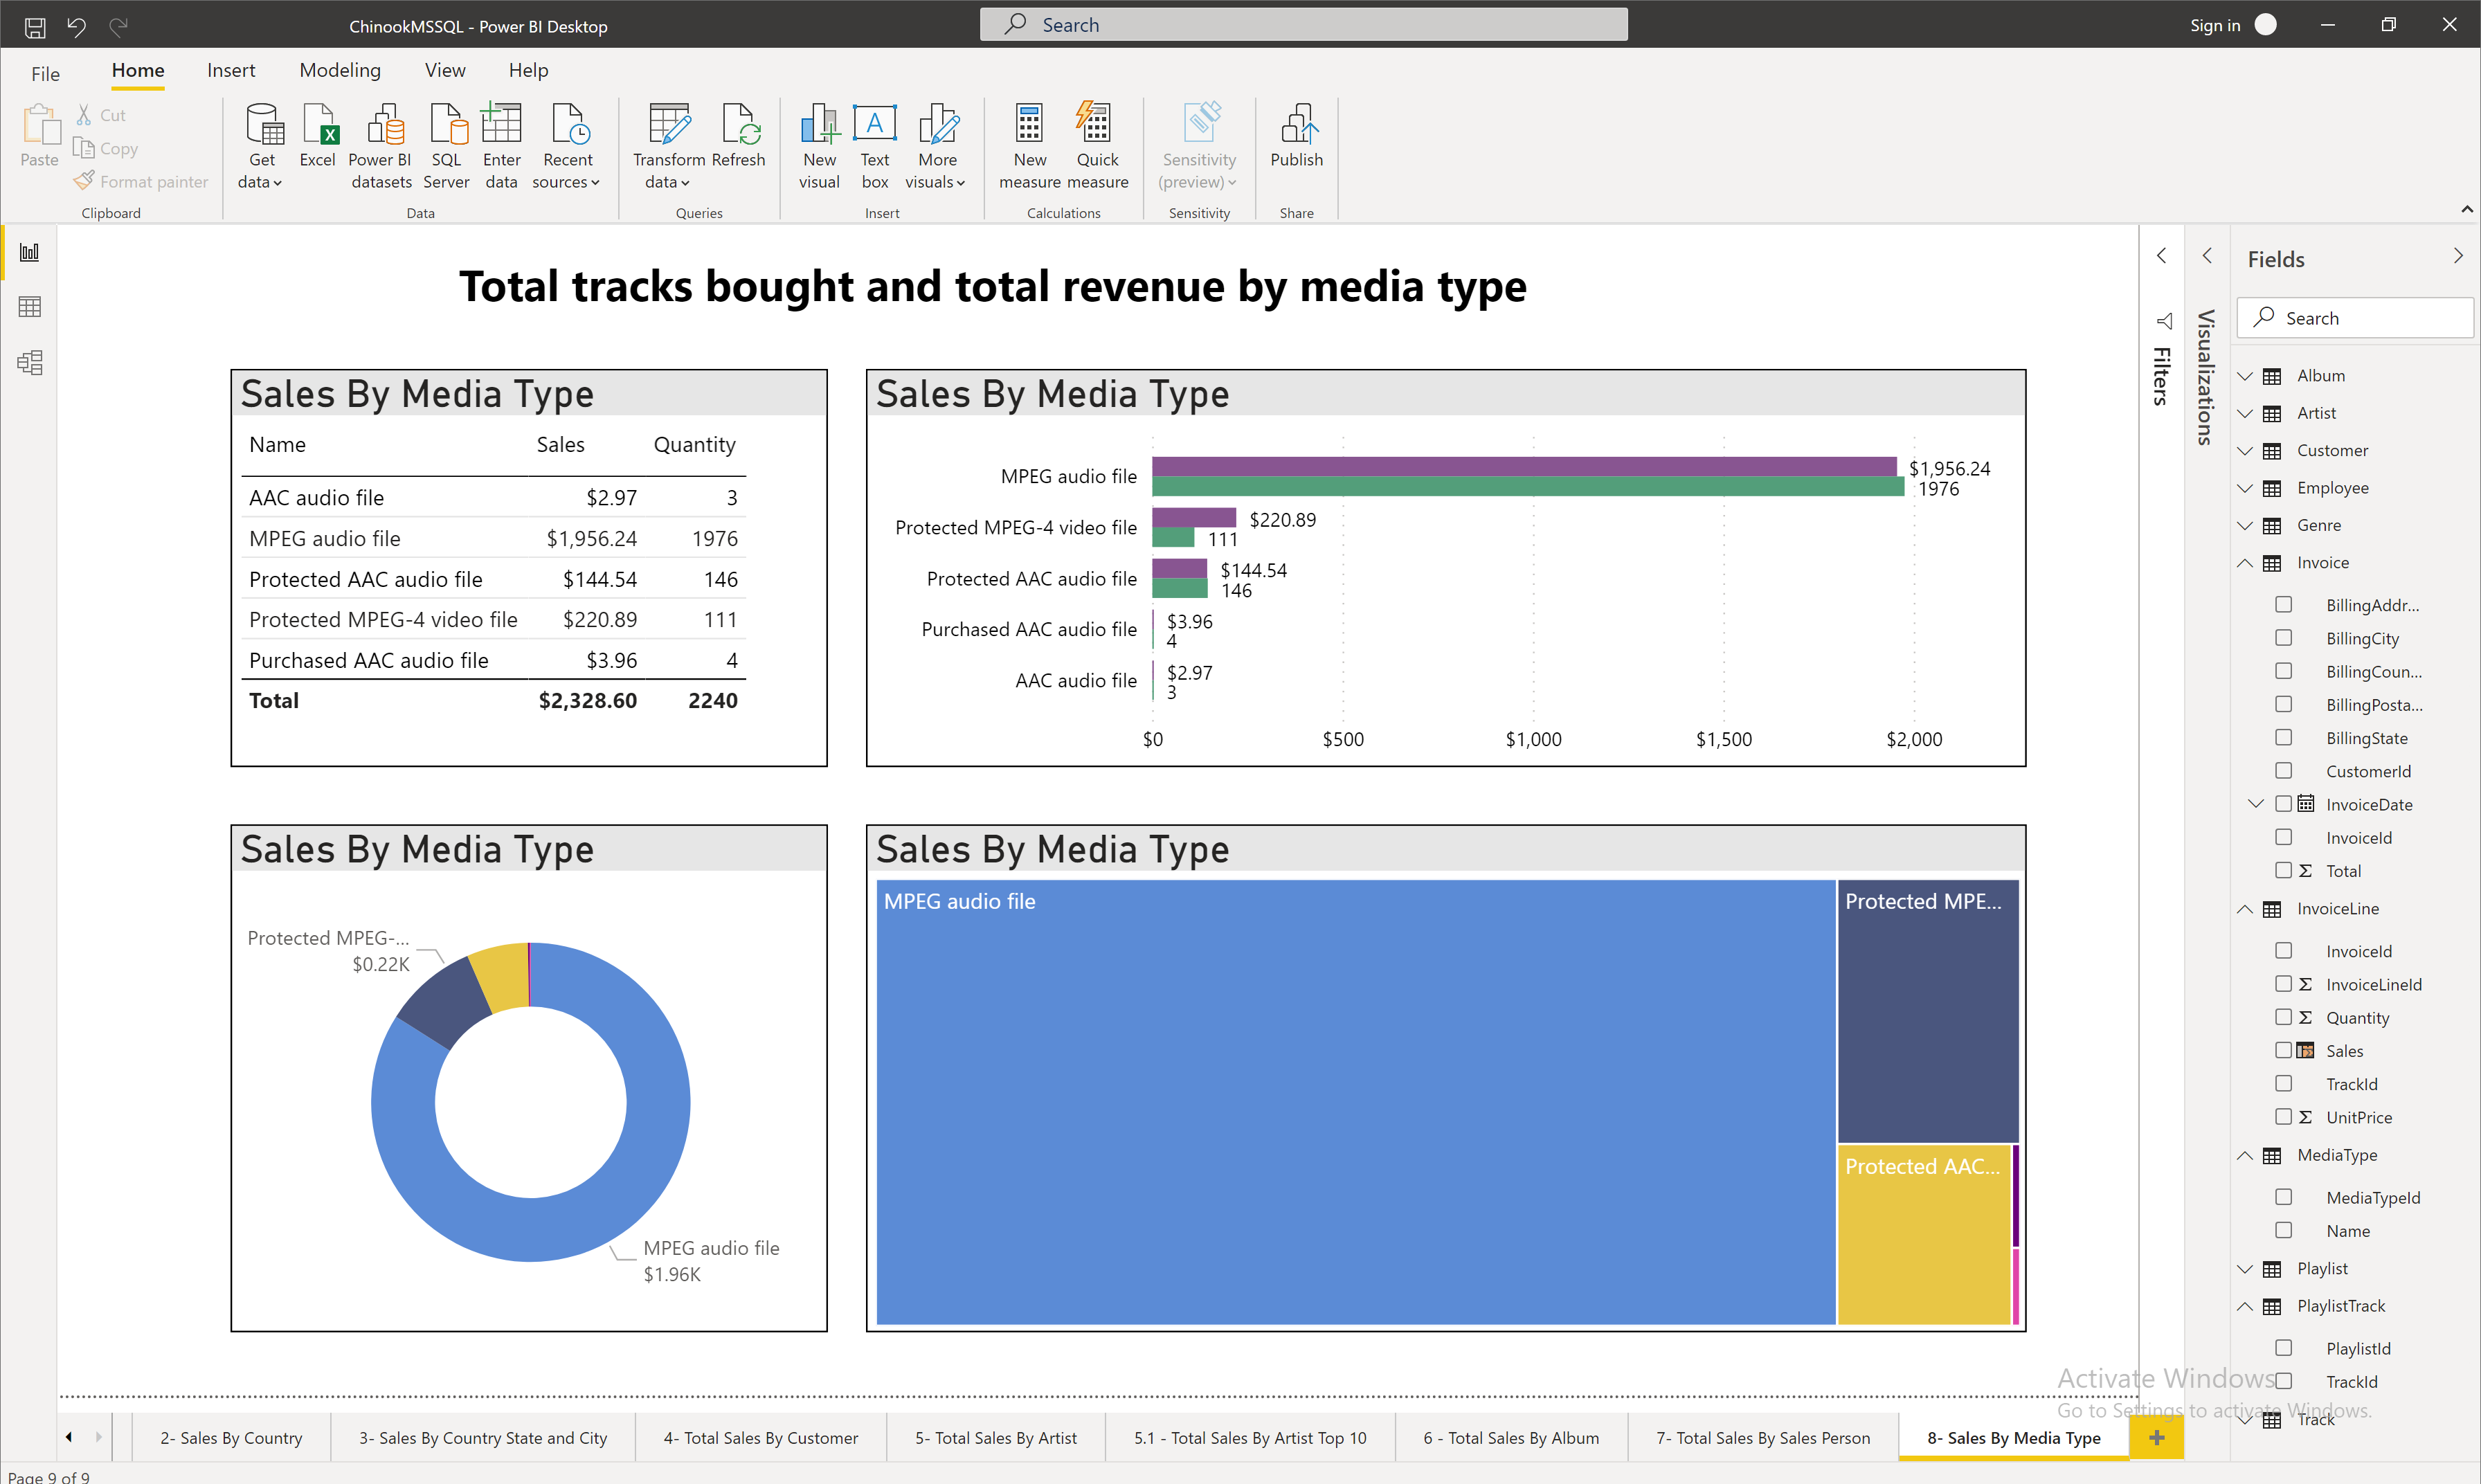 ChinookMSSQL - Power BI Desktop
Search
Sign in
File Home Insert Modeling View Help
Paste
Cut
Copy
Format painter
Clipboard
Get data
Excel
Power BI datasets
SQL Server
Enter data
Recent sources
Data
Transform data
Refresh
Queries
New visual
Text box
More visuals
Insert
New measure
Quick measure
Calculations
Sensitivity (preview)
Sensitivity
Publish
Share
Total tracks bought and total revenue by media type
Sales By Media Type
Name Sales Quantity
AAC audio file $2.97 3
MPEG audio file $1,956.24 1976
Protected AAC audio file $144.54 146
Protected MPEG-4 video file $220.89 111
Purchased AAC audio file $3.96 4
Total $2,328.60 2240
Sales By Media Type
MPEG audio file $1,956.24
1976
Protected MPEG-4 video file $220.89
111
Protected AAC audio file $144.54
146
Purchased AAC audio file $3.96
4
AAC audio file $2.97
3
$0 $500 $1,000 $1,500 $2,000
Sales By Media Type
Protected MPEG-...
$0.22K
MPEG audio file
$1.96K
Sales By Media Type
MPEG audio file
Protected MPE...
Protected AAC...
Filters
Visualizations
Fields
Search
Album
Artist
Customer
Employee
Genre
Invoice
BillingAddr...
BillingCity
BillingCoun...
BillingPosta...
BillingState
CustomerId
InvoiceDate
InvoiceId
Total
InvoiceLine
InvoiceId
InvoiceLineId
Quantity
Sales
TrackId
UnitPrice
MediaType
MediaTypeId
Name
Playlist
PlaylistTrack
PlaylistId
TrackId
Track
Activate Windows
Go to Settings to activate Windows.
2- Sales By Country
3- Sales By Country State and City
4- Total Sales By Customer
5- Total Sales By Artist
5.1 - Total Sales By Artist Top 10
6 - Total Sales By Album
7- Total Sales By Sales Person
8- Sales By Media Type
Page 9 of 9